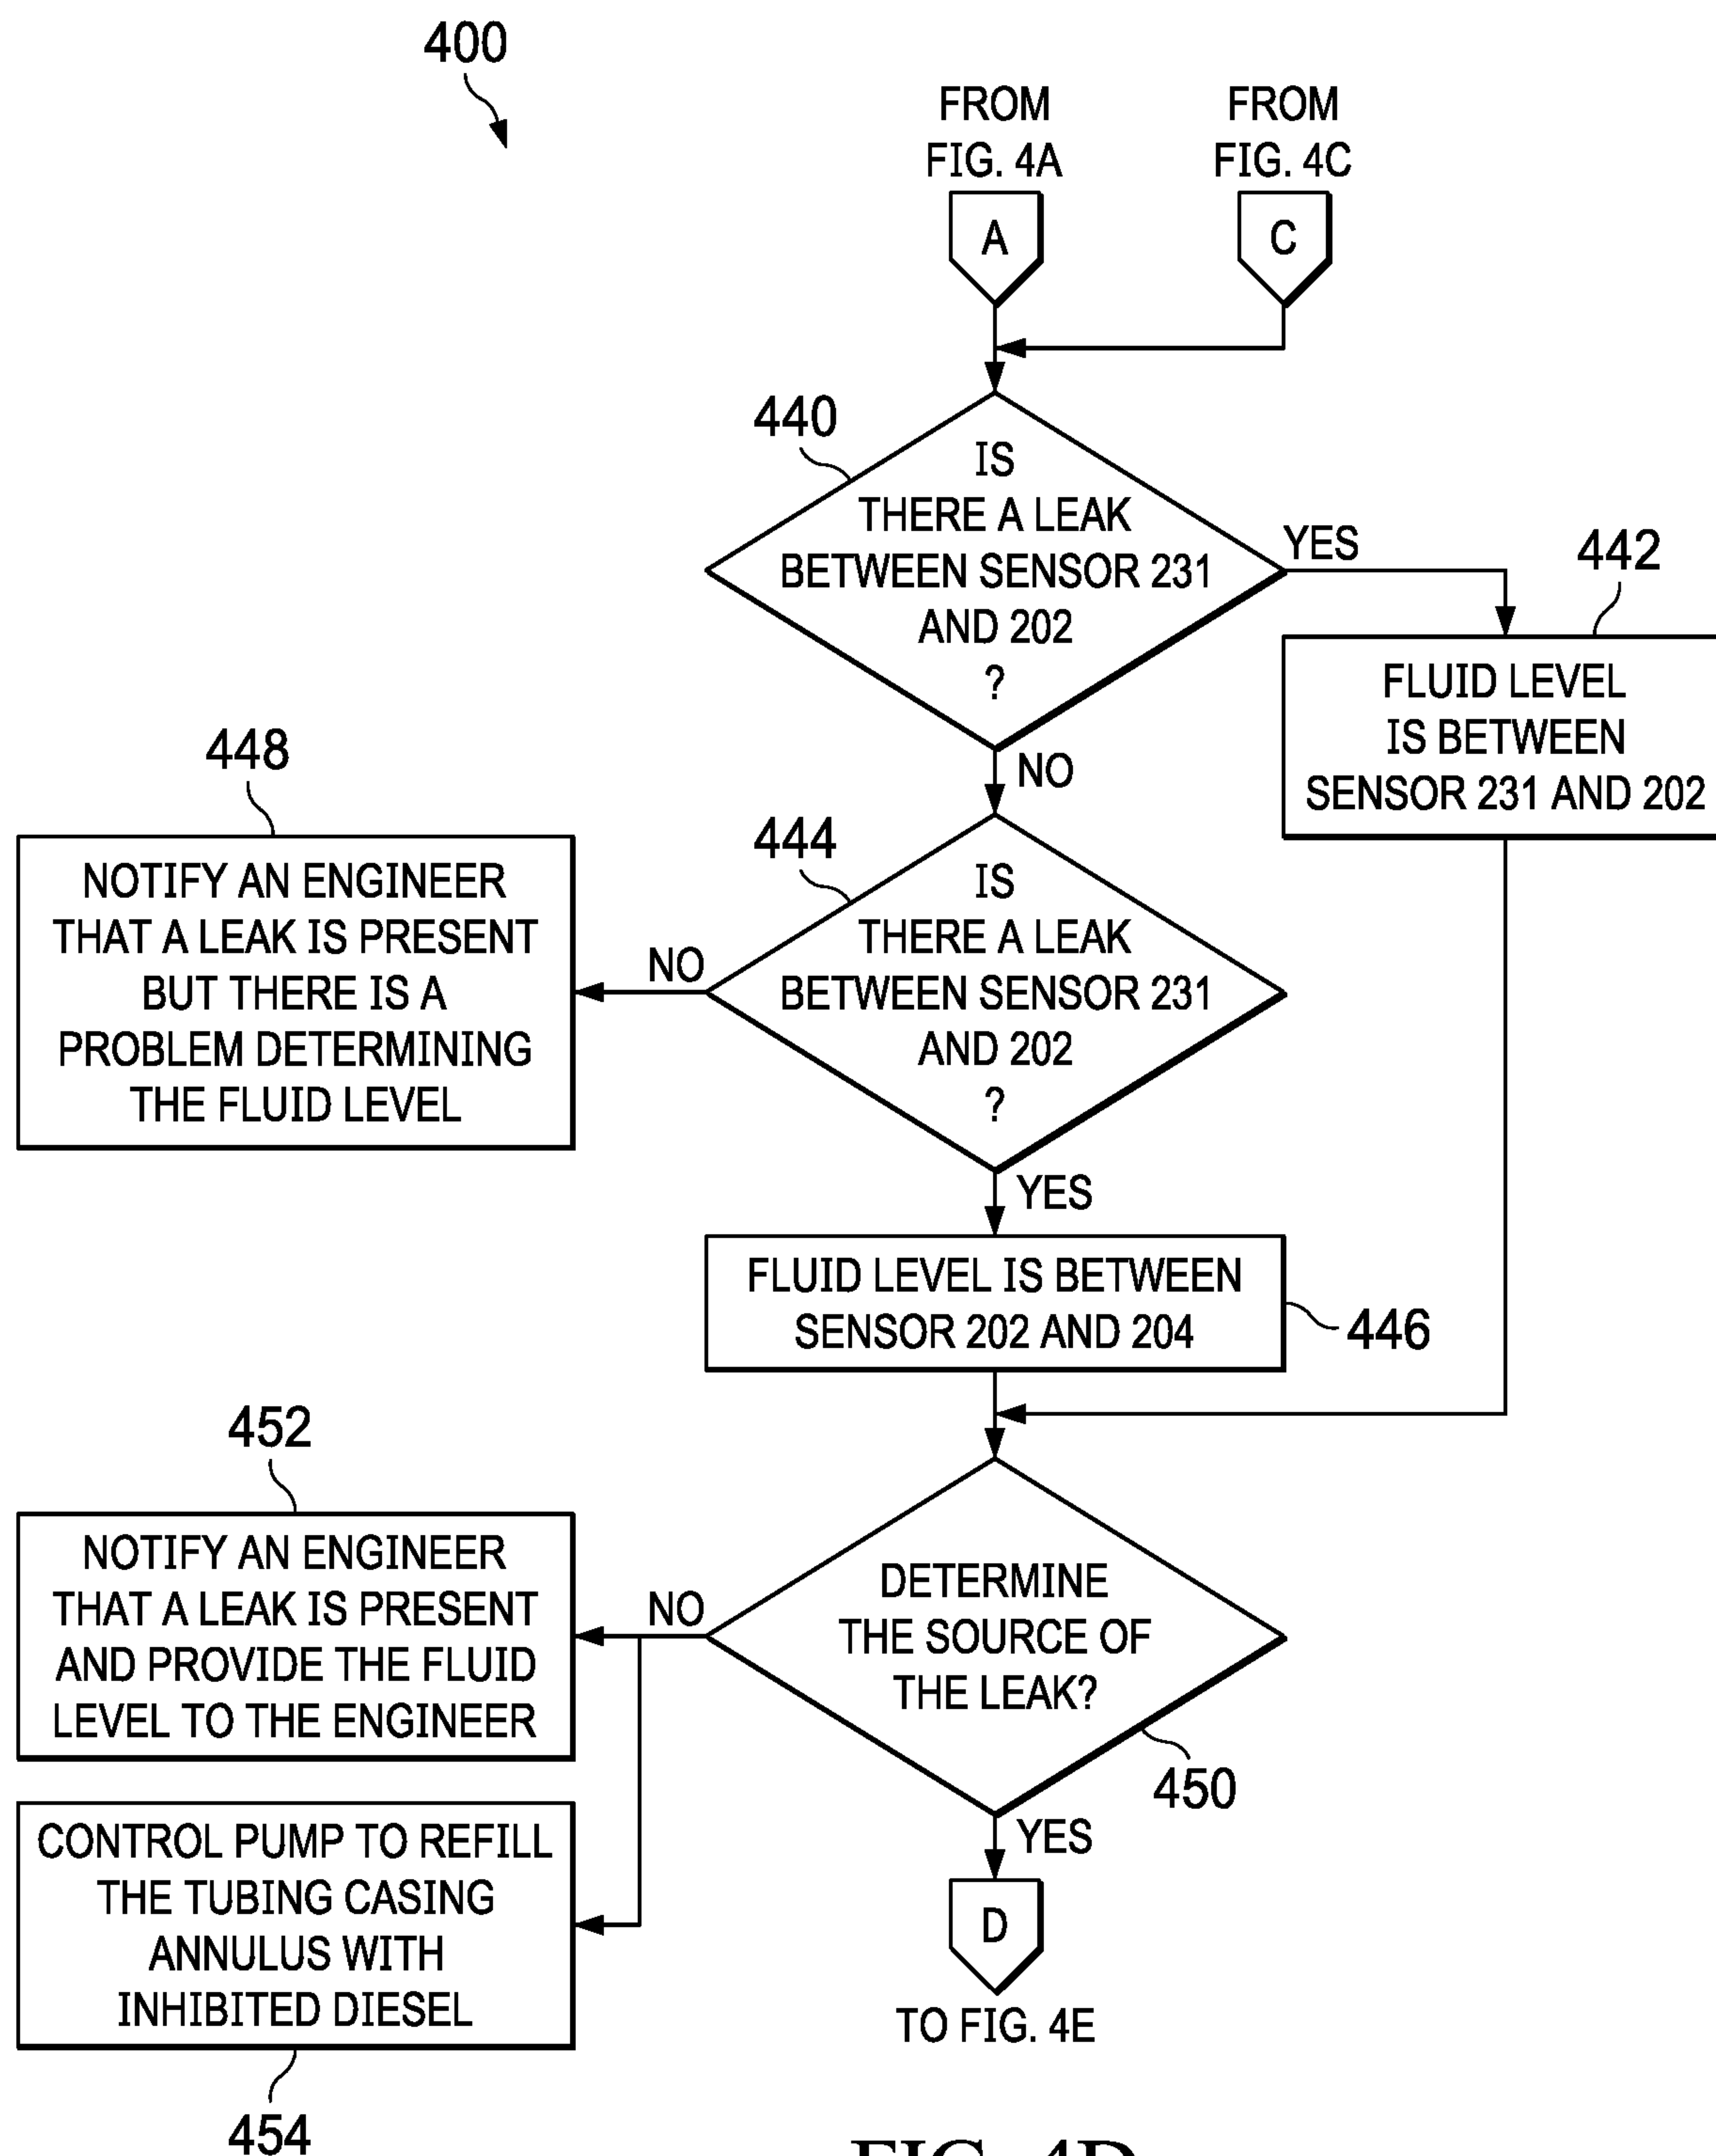 400
FROM
FIG. 4A
A
FROM
FIG. 4C
C
440
IS
THERE A LEAK
BETWEEN SENSOR 231
AND 202
?
YES
442
FLUID LEVEL
IS BETWEEN
SENSOR 231 AND 202
NO
448
NOTIFY AN ENGINEER
THAT A LEAK IS PRESENT
BUT THERE IS A
PROBLEM DETERMINING
THE FLUID LEVEL
NO
444
IS
THERE A LEAK
BETWEEN SENSOR 231
AND 202
?
YES
FLUID LEVEL IS BETWEEN
SENSOR 202 AND 204
446
452
NOTIFY AN ENGINEER
THAT A LEAK IS PRESENT
AND PROVIDE THE FLUID
LEVEL TO THE ENGINEER
NO
DETERMINE
THE SOURCE OF
THE LEAK?
450
CONTROL PUMP TO REFILL
THE TUBING CASING
ANNULUS WITH
INHIBITED DIESEL
454
YES
D
TO FIG. 4E